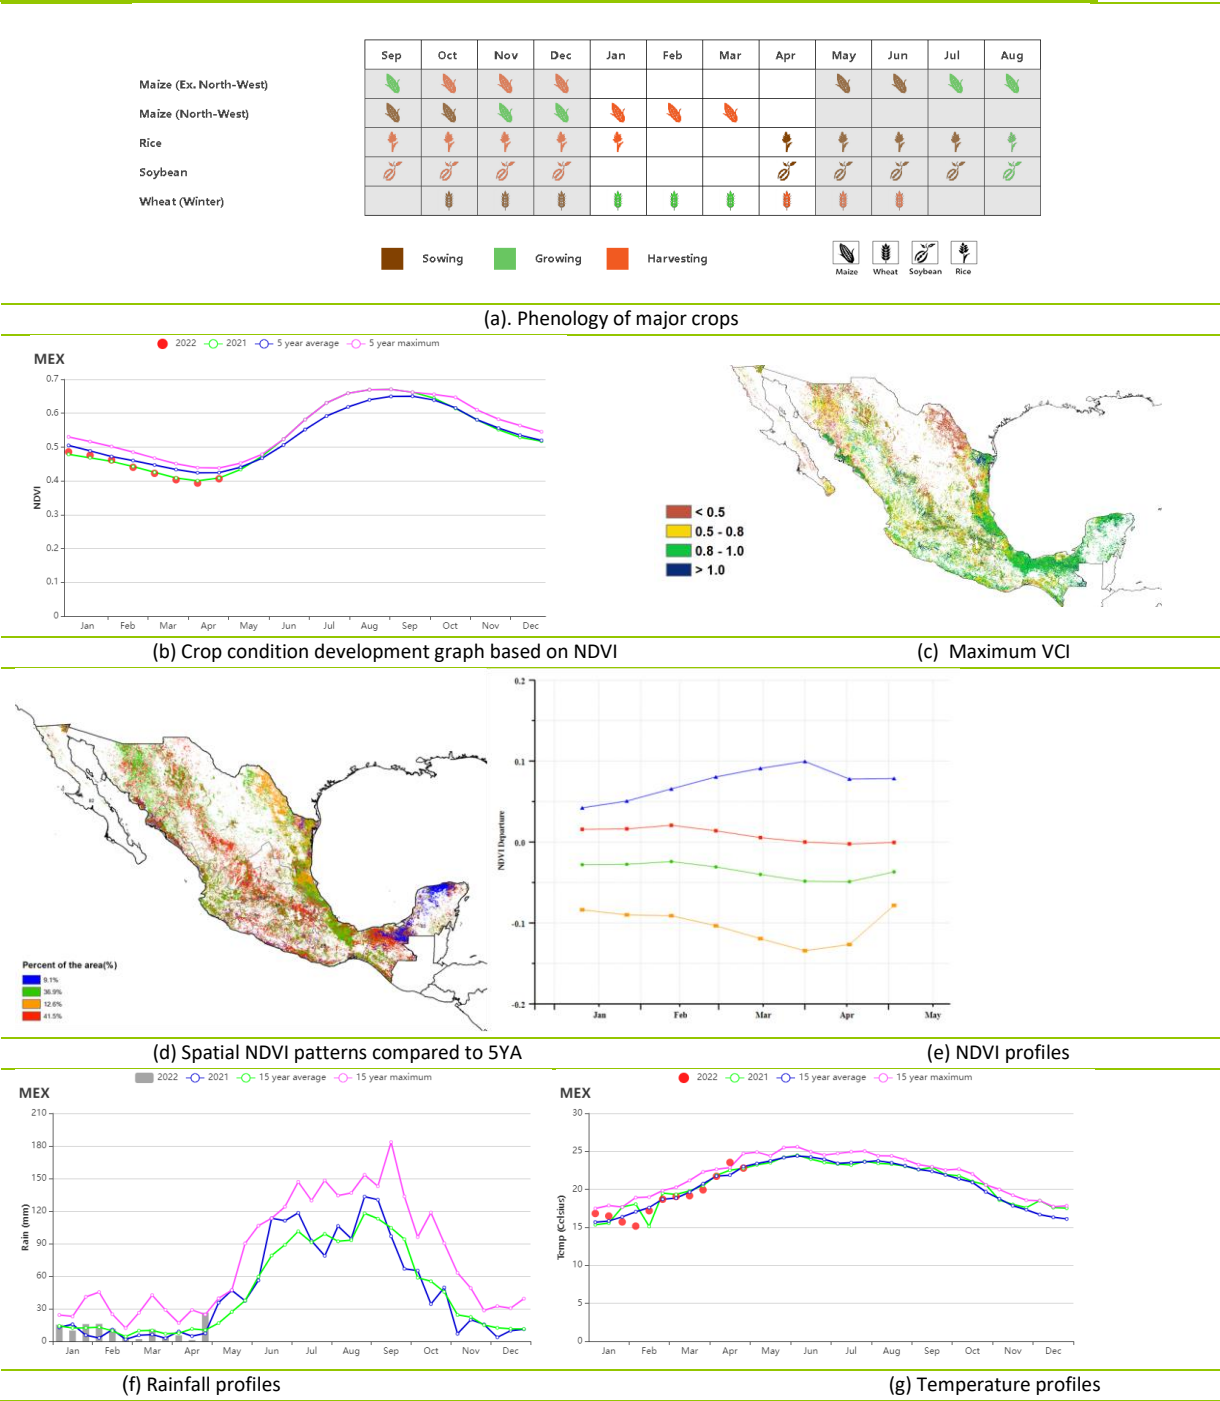 Sep Oct Nov Dec Jan Feb Mar Apr May Jun Jul Aug
Maize (Ex. North-West)
Maize (North-West)
Rice
Soybean
Wheat (Winter)
Sowing Growing Harvesting
Maize Wheat Soybean Rice
(a). Phenology of major crops
MEX
2022 2021 5 year average 5 year maximum
0.7
0.6
0.5
0.4
0.3
0.2
0.1
0
NDVI
Jan Feb Mar Apr May Jun Jul Aug Sep Oct Nov Dec
< 0.5
0.5 - 0.8
0.8 - 1.0
> 1.0
(b) Crop condition development graph based on NDVI
(c) Maximum VCI
Percent of the area(%)
9.1%
36.9%
12.6%
41.5%
0.2
0.1
0.0
-0.1
-0.2
NDVI Departure
Jan Feb Mar Apr May
(d) Spatial NDVI patterns compared to 5YA
(e) NDVI profiles
MEX
2022 2021 15 year average 15 year maximum
210
180
150
120
90
60
30
0
Rain (mm)
Jan Feb Mar Apr May Jun Jul Aug Sep Oct Nov Dec
MEX
2022 2021 15 year average 15 year maximum
30
25
20
15
10
5
0
Temp (Celsius)
Jan Feb Mar Apr May Jun Jul Aug Sep Oct Nov Dec
(f) Rainfall profiles
(g) Temperature profiles